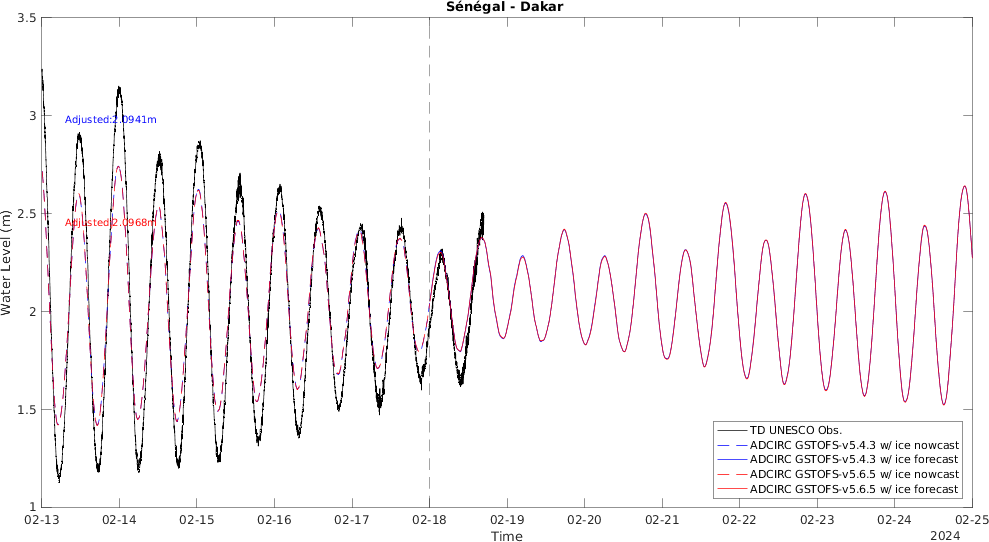 Sénégal - Dakar
3.5
3
2.5
2
1.5
1
Water Level (m)
Adjusted:2.0941m
Adjusted:2.0968m
TD UNESCO Obs.
ADCIRC GSTOFS-v5.4.3 w/ ice nowcast
ADCIRC GSTOFS-v5.4.3 w/ ice forecast
ADCIRC GSTOFS-v5.6.5 w/ ice nowcast
ADCIRC GSTOFS-v5.6.5 w/ ice forecast
02-13 02-14 02-15 02-16 02-17 02-18 02-19 02-20 02-21 02-22 02-23 02-24 02-25
Time
2024